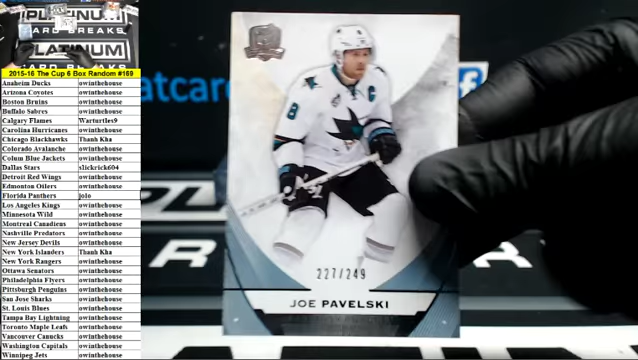 PLATINUM
CARD BREAKS
PLATINUM
BREAKS
2015-16 The Cup 6 Box Random #169
Anaheim Ducks owinthehouse
Arizona Coyotes owinthehouse
Boston Bruins owinthehouse
Buffalo Sabres owinthehouse
Calgary Flames Warturtles9
Carolina Hurricanes owinthehouse
Chicago Blackhawks Thanh Kha
Colorado Avalanche owinthehouse
Colum Blue Jackets owinthehouse
Dallas Stars slickrick604
Detroit Red Wings owinthehouse
Edmonton Oilers owinthehouse
Florida Panthers jolo
Los Angeles Kings owinthehouse
Minnesota Wild owinthehouse
Montreal Canadiens owinthehouse
Nashville Predators owinthehouse
New Jersey Devils owinthehouse
New York Islanders Thanh Kha
New York Rangers owinthehouse
Ottawa Senators owinthehouse
Philadelphia Flyers owinthehouse
Pittsburgh Penguins owinthehouse
San Jose Sharks owinthehouse
St. Louis Blues owinthehouse
Tampa Bay Lightning owinthehouse
Toronto Maple Leafs owinthehouse
Vancouver Canucks owinthehouse
Washington Capitals owinthehouse
Winnipeg Jets owinthehouse
atcar
THE CUP
8
C
227/249
JOE PAVELSKI